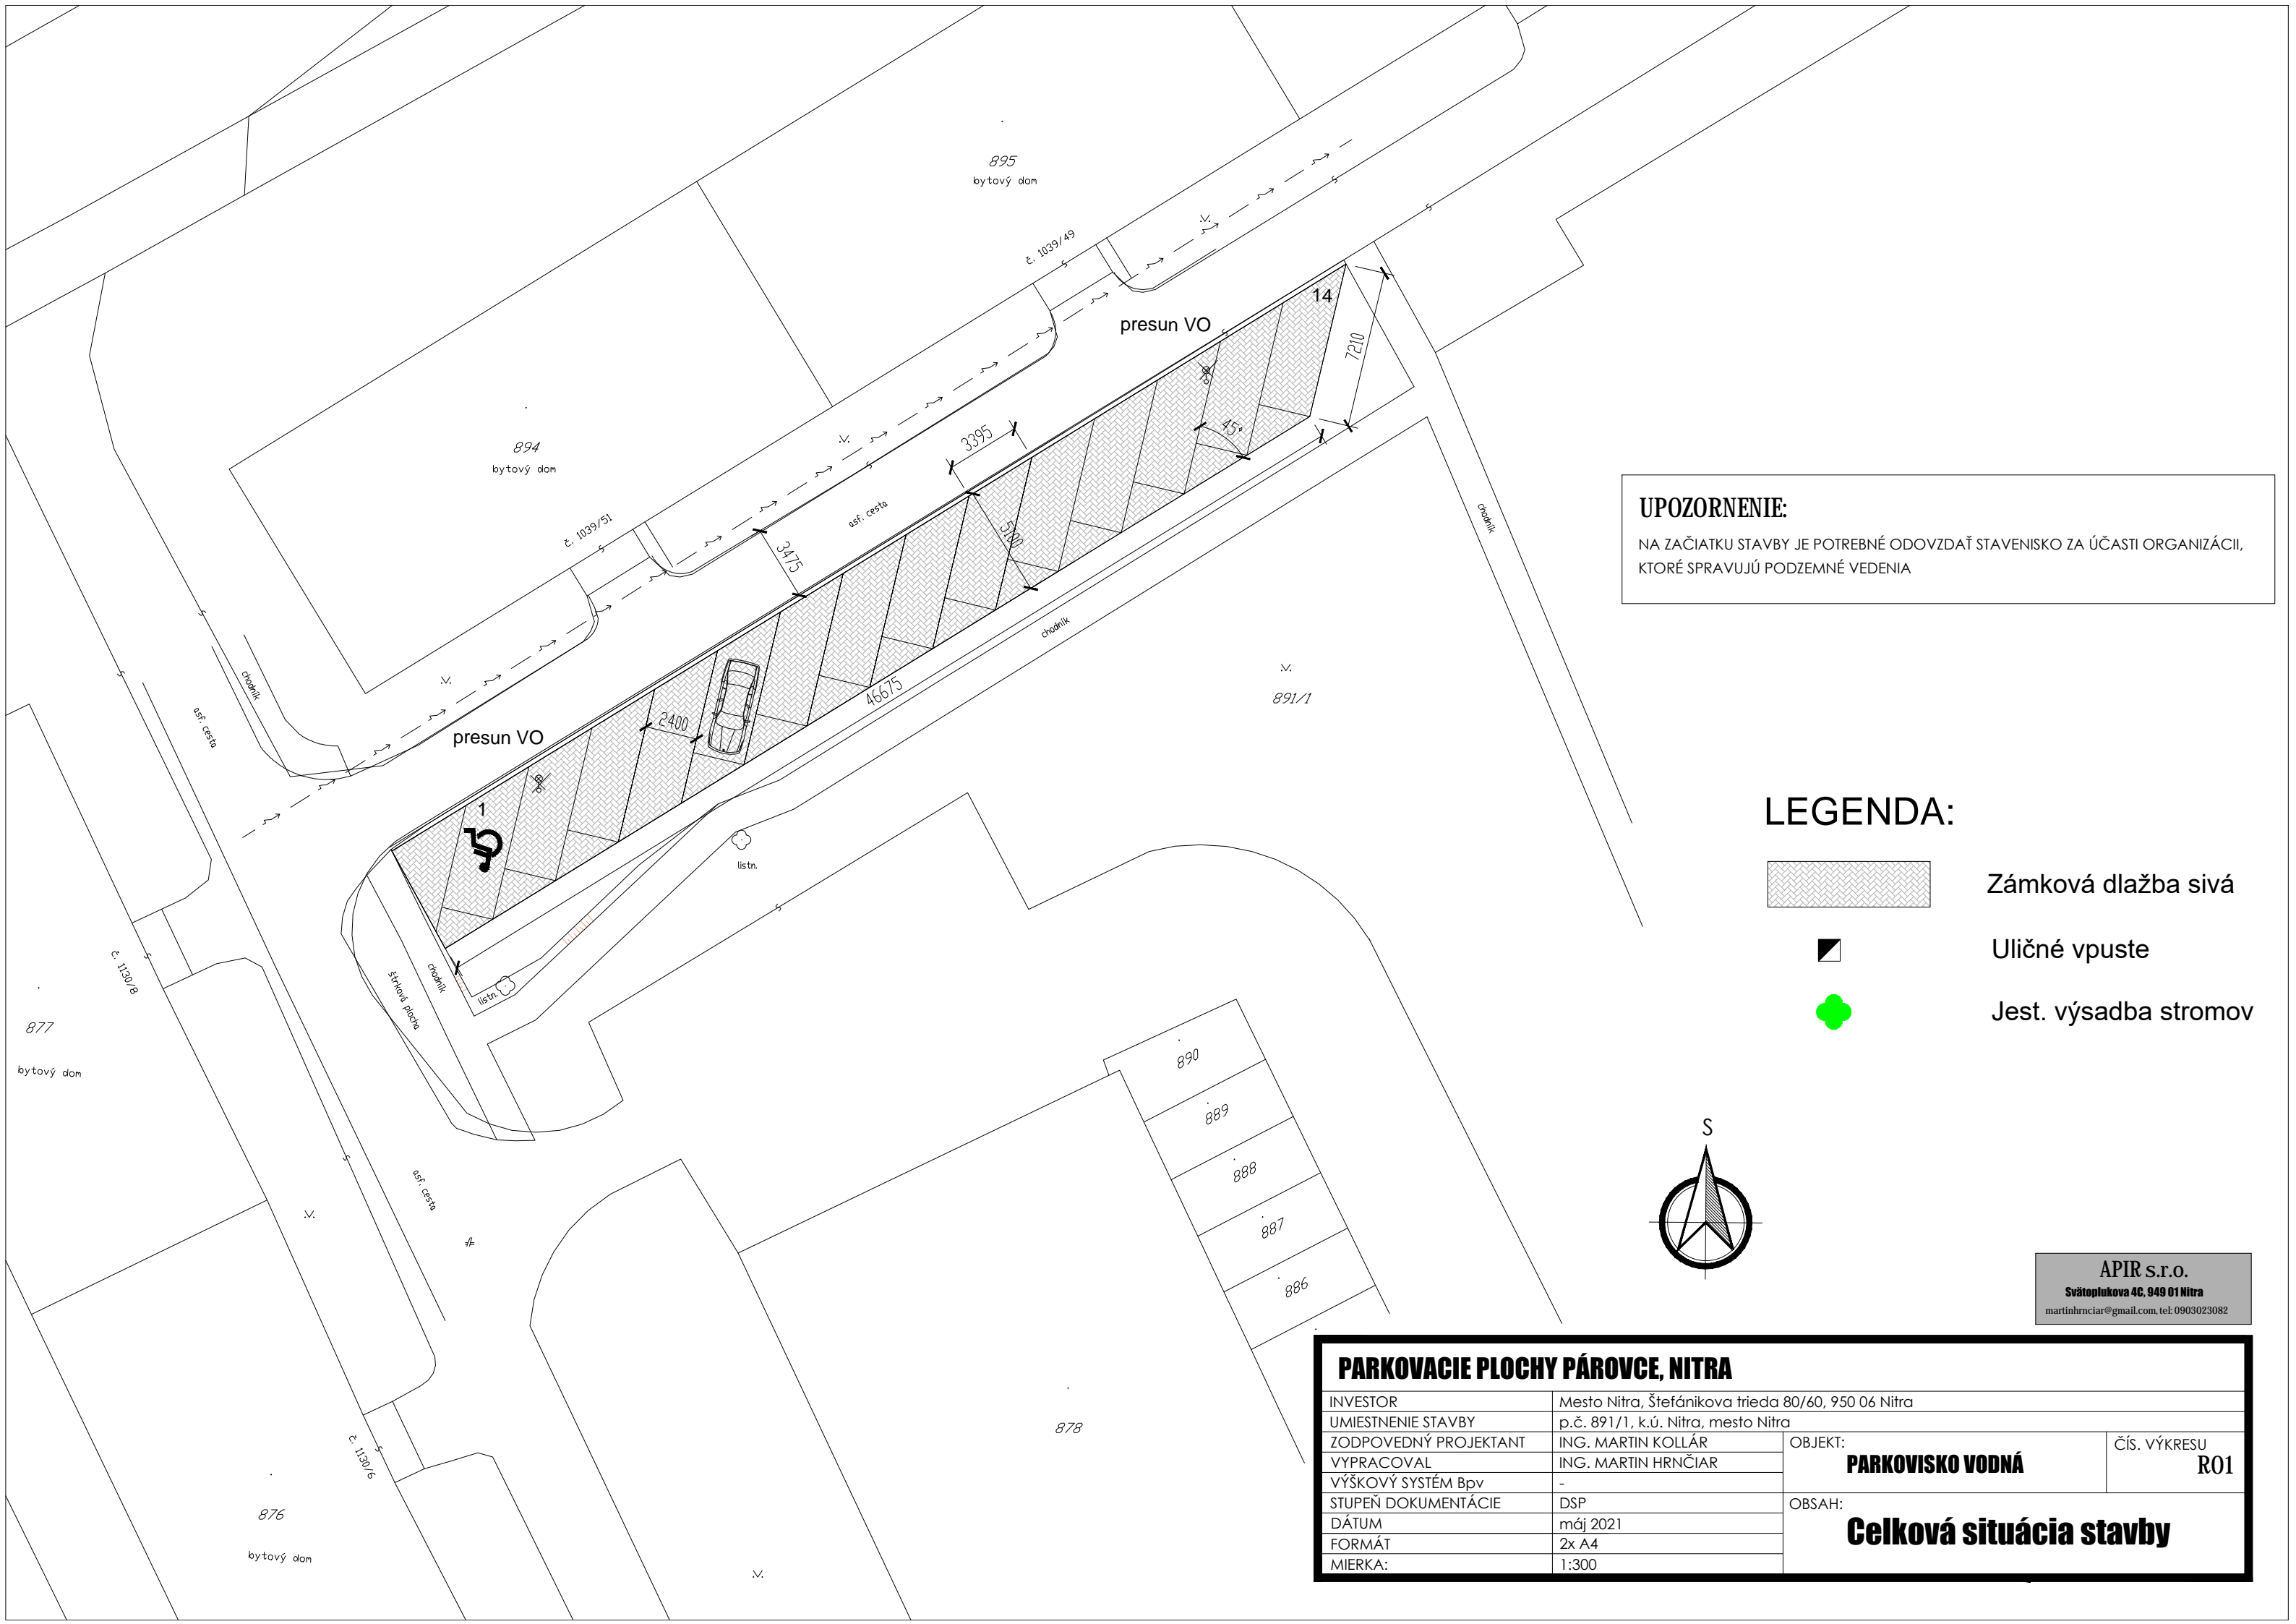 895
bytový dom
č. 1039/49
14
presun VO
7210
3395
45°
894
bytový dom
č. 1039/51
asf. cesta
3475
5100
chodník
UPOZORNENIE:
NA ZAČIATKU STAVBY JE POTREBNÉ ODOVZDAŤ STAVENISKO ZA ÚČASTI ORGANIZÁCII,
KTORÉ SPRAVUJÚ PODZEMNÉ VEDENIA
chodník
891/1
46675
chodník
asf. cesta
2400
presun VO
1
listn.
LEGENDA:
Zámková dlažba sivá
Uličné vpuste
Jest. výsadba stromov
č. 1130/8
chodník
štrková plocha
listn.
877
bytový dom
890
889
888
887
886
asf. cesta
S
APIR s.r.o.
Svätoplukova 4C, 949 01 Nitra
martinhrnciar@gmail.com, tel: 0903023082
878
č. 1130/6
876
bytový dom
PARKOVACIE PLOCHY PÁROVCE, NITRA
INVESTOR Mesto Nitra, Štefánikova trieda 80/60, 950 06 Nitra
UMIESTNENIE STAVBY p.č. 891/1, k.ú. Nitra, mesto Nitra
ZODPOVEDNÝ PROJEKTANT ING. MARTIN KOLLÁR
VYPRACOVAL ING. MARTIN HRNČIAR
VÝŠKOVÝ SYSTÉM Bpv -
STUPEŇ DOKUMENTÁCIE DSP
DÁTUM máj 2021
FORMÁT 2x A4
MIERKA: 1:300
OBJEKT:
PARKOVISKO VODNÁ
ČÍS. VÝKRESU
R01
OBSAH:
Celková situácia stavby